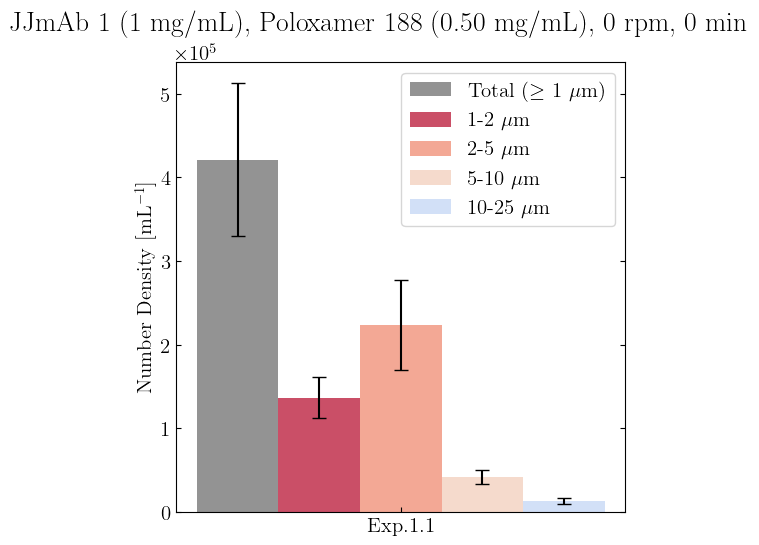 JJmAb 1 (1 mg/mL), Poloxamer 188 (0.50 mg/mL), 0 rpm, 0 min
×10⁵
5
4
3
2
1
0
Number Density [mL⁻¹]
Total (≥ 1 μm)
1-2 μm
2-5 μm
5-10 μm
10-25 μm
Exp.1.1